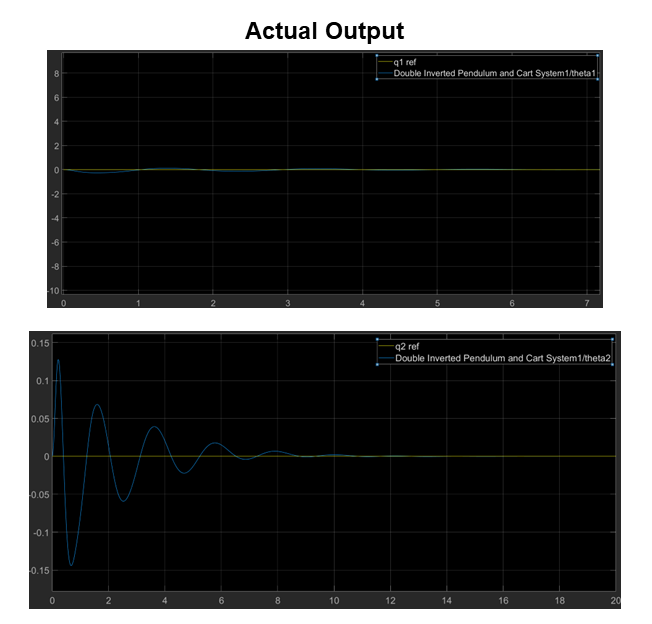 Actual Output
q1 ref
Double Inverted Pendulum and Cart System1/theta1
8
6
4
2
0
-2
-4
-6
-8
-10
0 1 2 3 4 5 6 7
q2 ref
Double Inverted Pendulum and Cart System1/theta2
0.15
0.1
0.05
0
-0.05
-0.1
-0.15
0 2 4 6 8 10 12 14 16 18 20